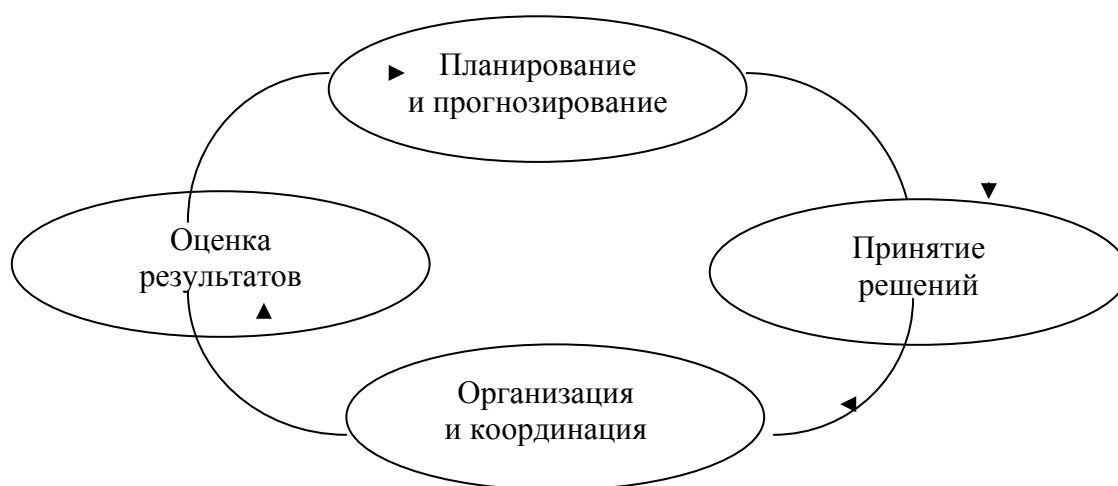 Планирование
и прогнозирование
Оценка
результатов
Принятие
решений
Организация
и координация